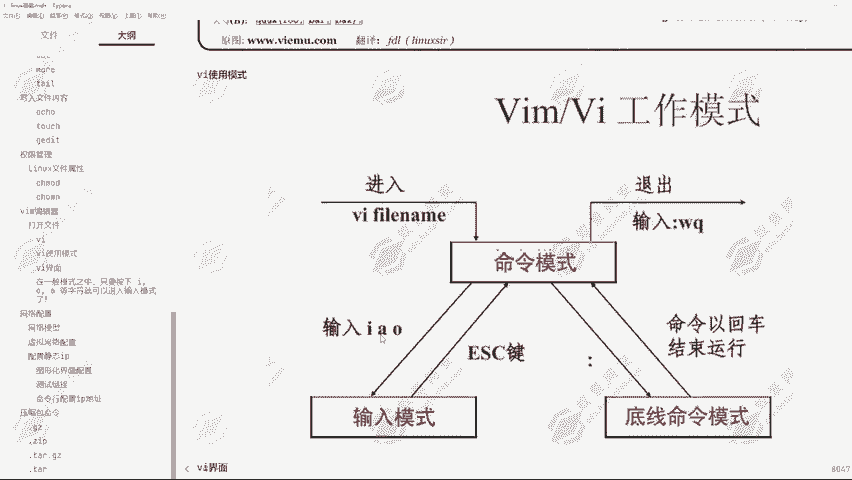 文件
大纲
more
tail
写入文件内容
echo
touch
gedit
权限管理
linux文件属性
chmod
chown
vim编辑器
打开文件
vi
vi使用模式
vi界面
在一般模式之中，只要按下 i,
o, a 等字符就可以进入输入模式
了！
网络配置
网络模型
虚拟网络配置
配置静态ip
图形化界面配置
测试链接
命令行配置ip地址
压缩包命令
.gz
.zip
.tar.gz
.tar
原图: www.viemu.com 翻译: fdl (linuxsir)
vi使用模式
Vim/Vi 工作模式
进入
vi filename
退出
输入:wq
命令模式
输入 i a o
ESC键
:
命令以回车
结束运行
输入模式
底线命令模式
vi界面
8047